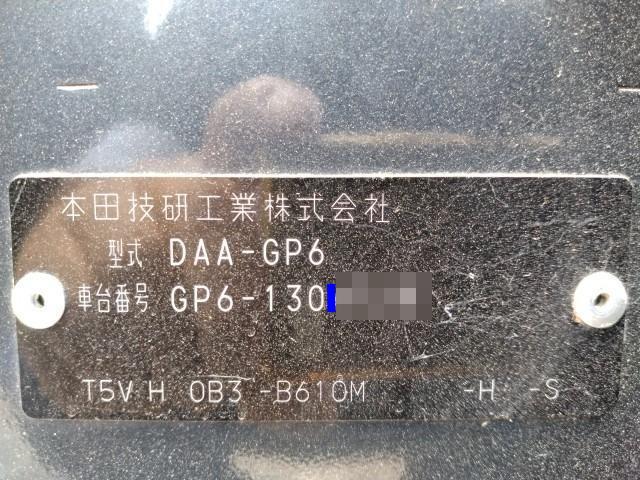 本田技研工業株式会社
型式 DAA-GP6
車台番号 GP6-130
T5V H 0B3 -B610M -H -S